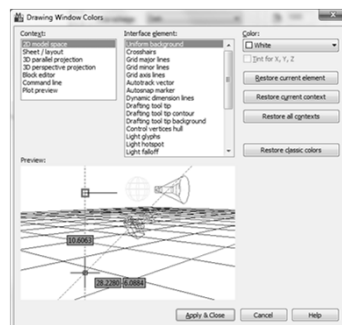 Drawing Window Colors
Context:
2D model space
Sheet / layout
3D parallel projection
3D perspective projection
Block editor
Command line
Plot preview
Interface element:
Uniform background
Crosshairs
Grid major lines
Grid minor lines
Grid axis lines
Autotrack vector
Autosnap marker
Dynamic dimension lines
Drafting tool tip
Drafting tool tip contour
Drafting tool tip background
Control vertices hull
Light glyphs
Light hotspot
Light falloff
Color:
White
Tint for X, Y, Z
Restore current element
Restore current context
Restore all contexts
Restore classic colors
Preview:
10.6063
28.2280
-6.0884
Apply & Close
Cancel
Help